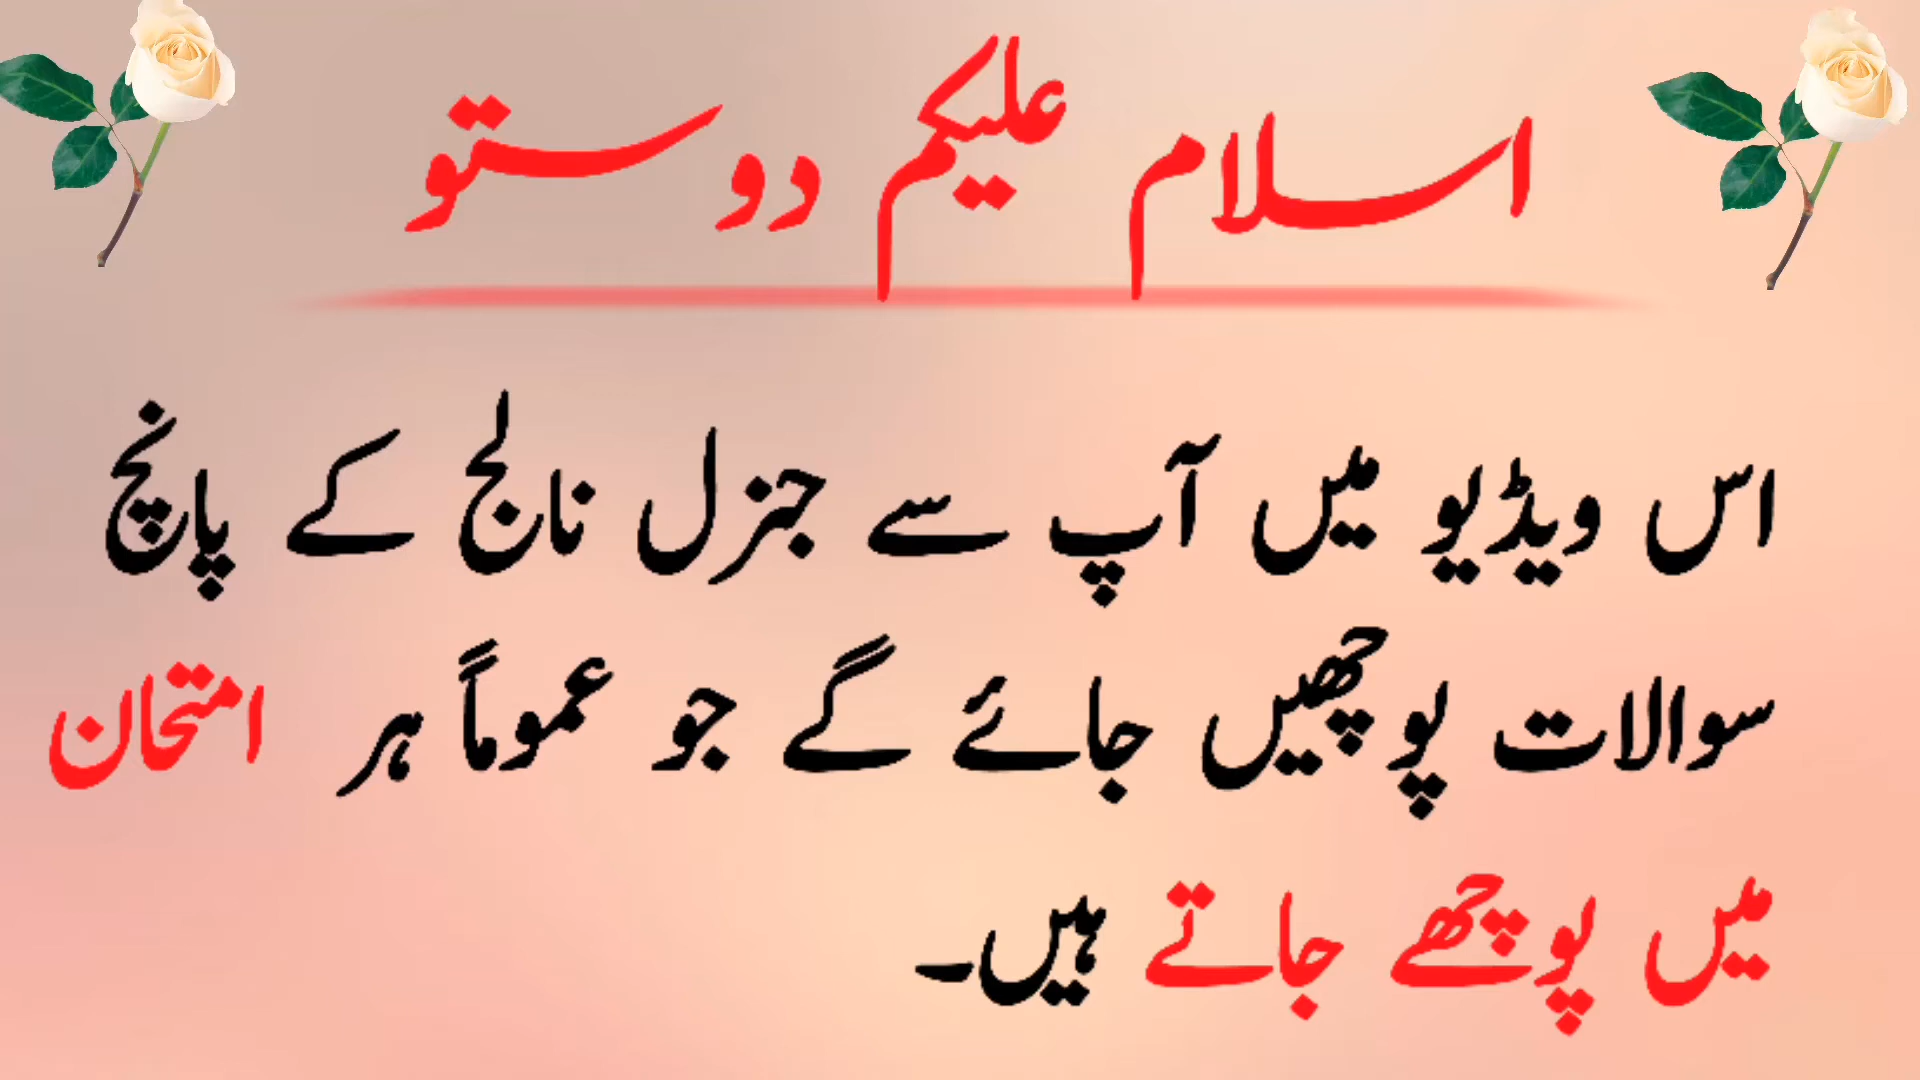 اسلام علیکم دوستو
اس ویڈیو میں آپ سے جنرل نالج کے پانچ
سوالات پوچھیں جائے گے جو عموماً ہر امتحان
میں پوچھے جاتے ہیں۔